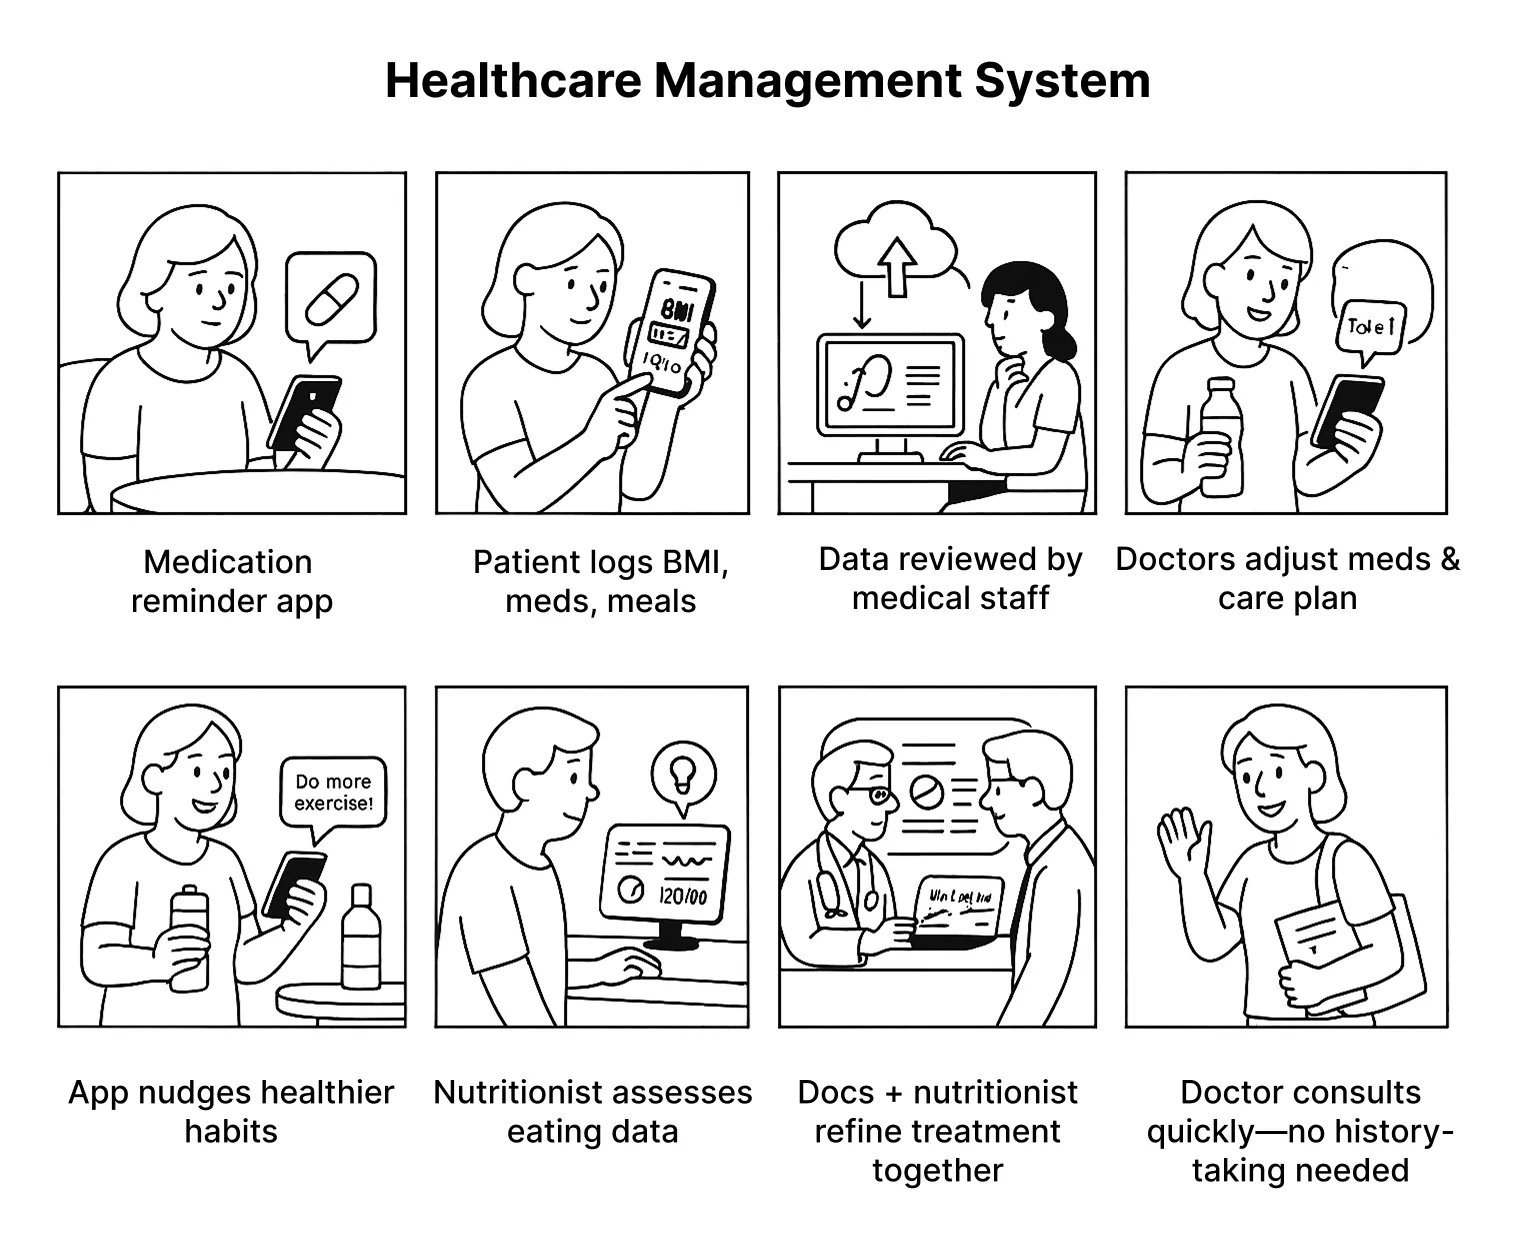 Healthcare Management System
BMI
Medication
reminder app
Patient logs BMI,
meds, meals
Data reviewed by
medical staff
Doctors adjust meds &
care plan
Do more
exercise!
120/00
App nudges healthier
habits
Nutritionist assesses
eating data
Docs + nutritionist
refine treatment
together
Doctor consults
quickly—no history-
taking needed